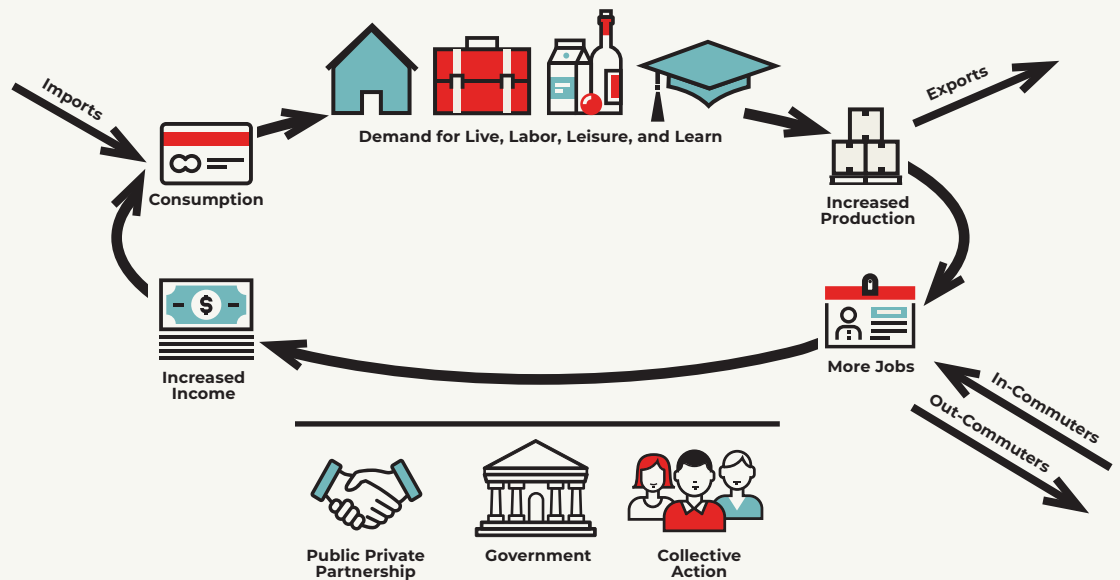 Imports
Demand for Live, Labor, Leisure, and Learn
Exports
Consumption
Increased
Production
$
Increased
Income
More Jobs
In-Commuters
Out-Commuters
Public Private
Partnership
Government
Collective
Action